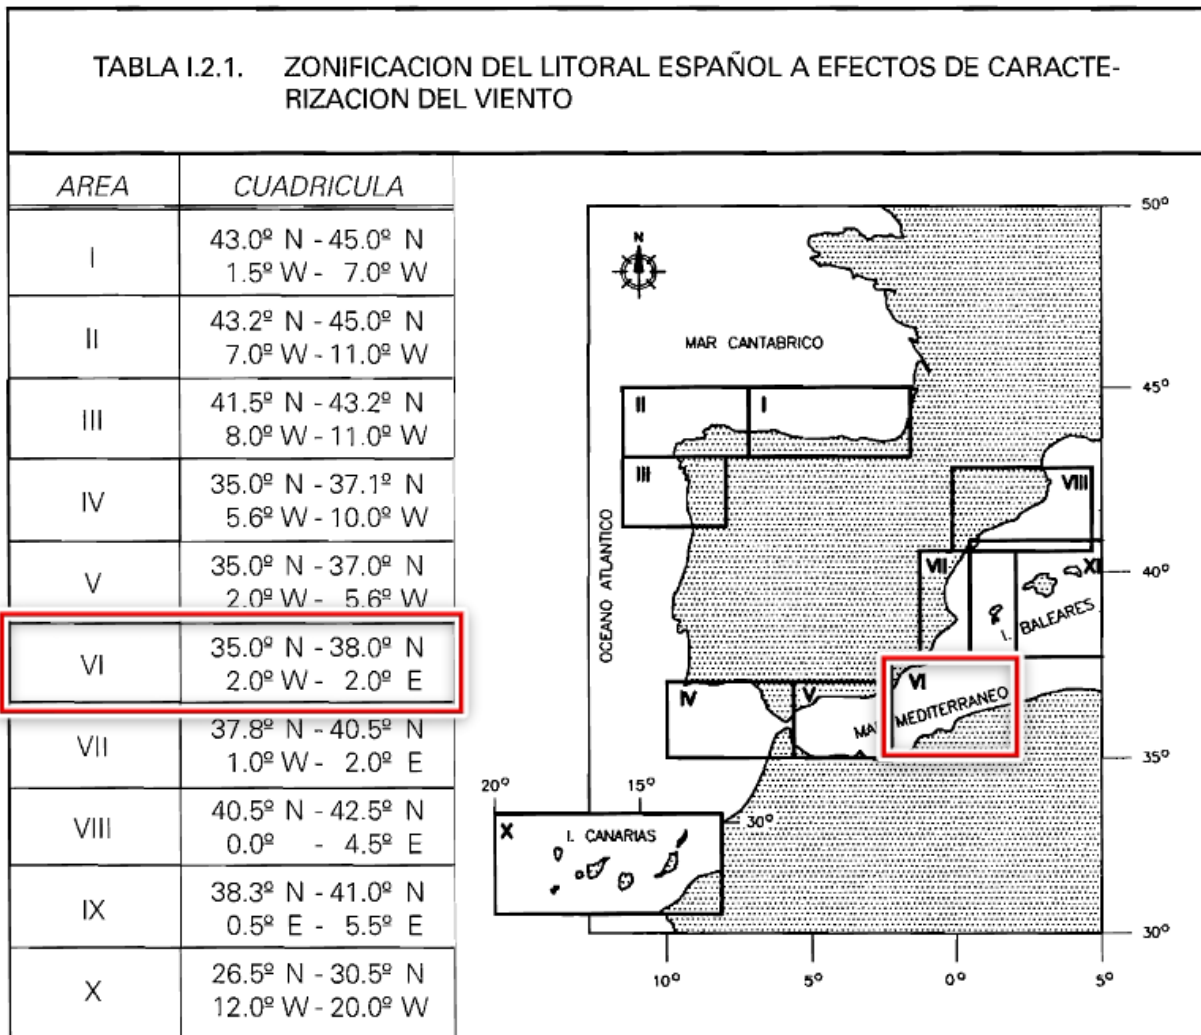 TABLA I.2.1. ZONIFICACION DEL LITORAL ESPAÑOL A EFECTOS DE CARACTE-
RIZACION DEL VIENTO
AREA CUADRICULA
I 43.0º N - 45.0º N
1.5º W - 7.0º W
II 43.2º N - 45.0º N
7.0º W - 11.0º W
III 41.5º N - 43.2º N
8.0º W - 11.0º W
IV 35.0º N - 37.1º N
5.6º W - 10.0º W
V 35.0º N - 37.0º N
2.0º W - 5.6º W
VI 35.0º N - 38.0º N
2.0º W - 2.0º E
VII 37.8º N - 40.5º N
1.0º W - 2.0º E
VIII 40.5º N - 42.5º N
0.0º - 4.5º E
IX 38.3º N - 41.0º N
0.5º E - 5.5º E
X 26.5º N - 30.5º N
12.0º W - 20.0º W
50º
N
MAR CANTABRICO
45º
II
I
III
VIII
OCEANO ATLANTICO
VII
XI
40º
I. BALEARES
IV
V
VI
MAR MEDITERRANEO
35º
20º
15º
30º
X
I. CANARIAS
30º
10º
5º
0º
5º